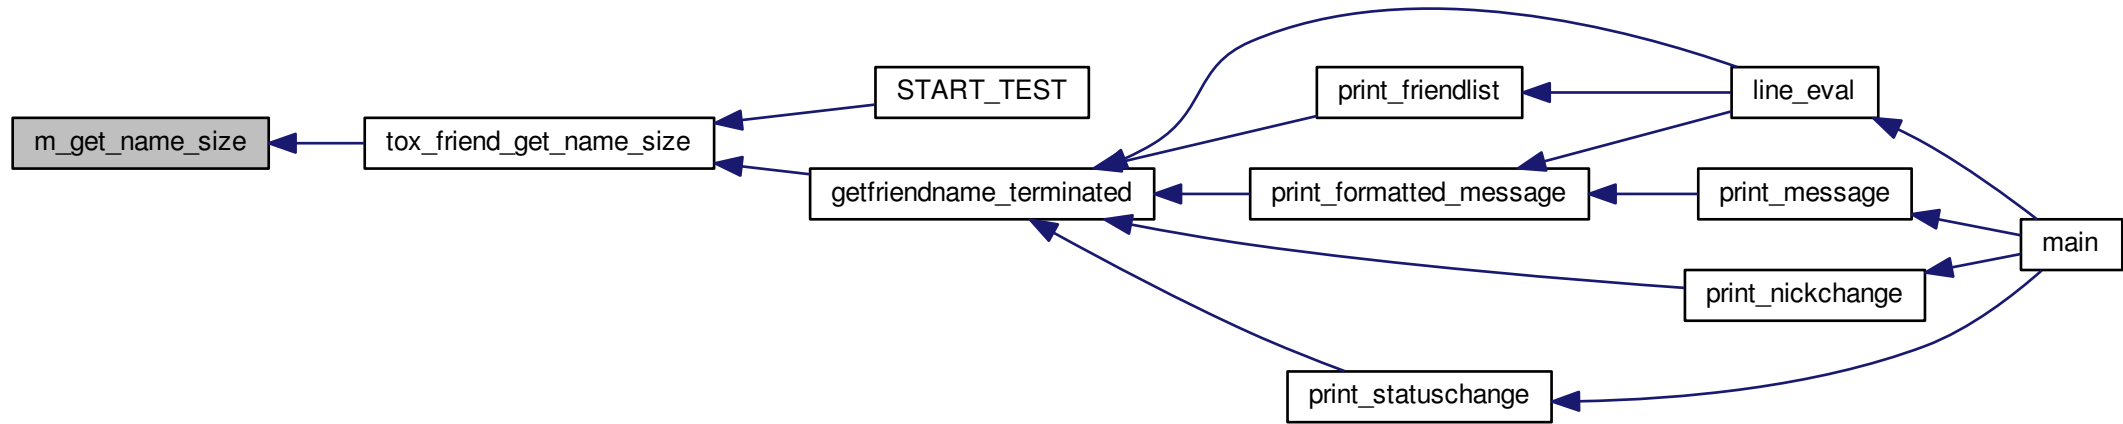 m_get_name_size
tox_friend_get_name_size
START_TEST
getfriendname_terminated
print_friendlist
print_formatted_message
print_statuschange
line_eval
print_message
print_nickchange
main